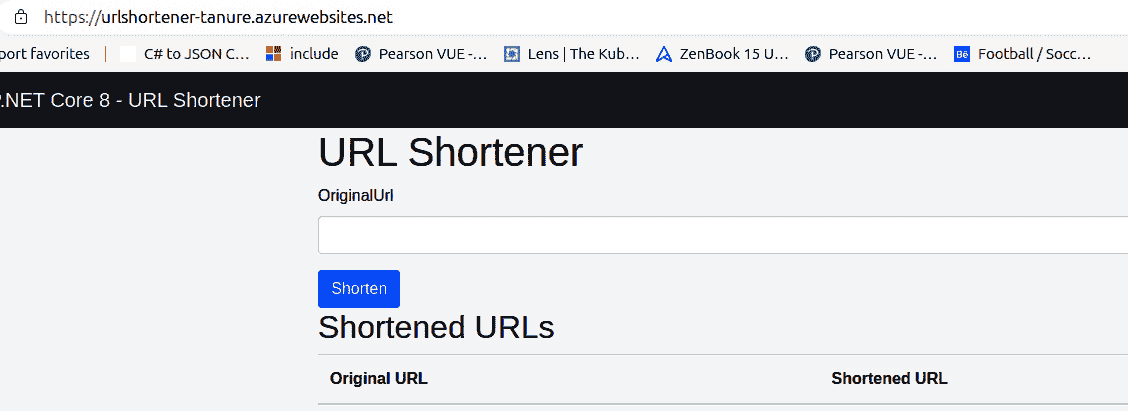 https://urlshortener-tanure.azurewebsites.net
port favorites C# to JSON C... include Pearson VUE -... Lens | The Kub... ZenBook 15 U... Pearson VUE -... Bē Football / Socc...
.NET Core 8 - URL Shortener
URL Shortener
OriginalUrl
Shorten
Shortened URLs
Original URL Shortened URL